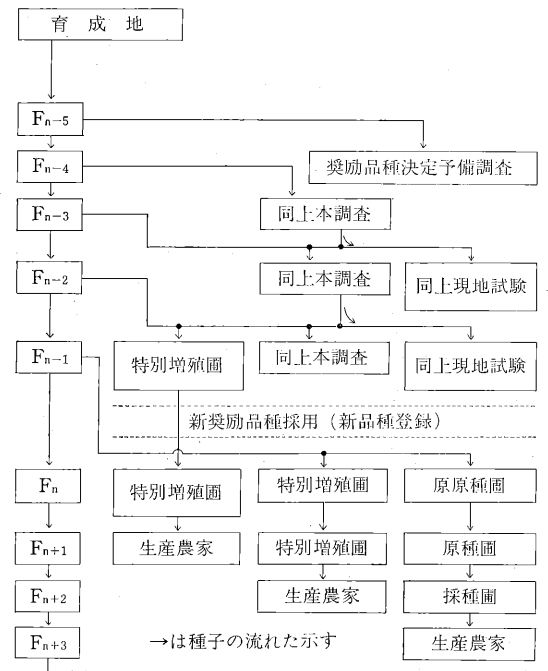 育成地
Fn-5
奨励品種決定予備調査
Fn-4
同上本調査
Fn-3
同上本調査
同上現地試験
Fn-2
特別増殖圃
同上本調査
同上現地試験
Fn-1
新奨励品種採用（新品種登録）
Fn
特別増殖圃
特別増殖圃
原原種圃
Fn+1
生産農家
特別増殖圃
原種圃
Fn+2
生産農家
採種圃
Fn+3
→は種子の流れた示す
生産農家